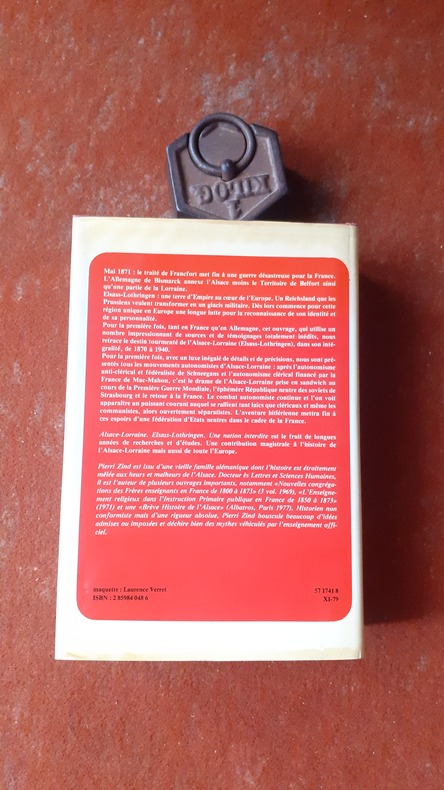 KILOG.
1
Mai 1871 : le traité de Francfort met fin à une guerre désastreuse pour la France.
L'Allemagne de Bismarck annexe l'Alsace moins le Territoire de Belfort ainsi
qu'une partie de la Lorraine.
Elsass-Lothringen : une terre d'Empire au cœur de l'Europe. Un Reichsland que les
Prussiens veulent transformer en un glacis militaire. Dès lors commence pour cette
région unique en Europe une longue lutte pour la reconnaissance de son identité et
de sa personnalité.
Pour la première fois, tant en France qu'en Allemagne, cet ouvrage, qui utilise un
nombre impressionnant de sources et de témoignages totalement inédits, nous
retrace le destin tourmenté de l'Alsace-Lorraine (Elsass-Lothringen), dans son inté-
gralité, de 1870 à 1940.
Pour la première fois, avec un luxe inégalé de détails et de précisions, nous sont pré-
sentés tous les mouvements autonomistes d'Alsace-Lorraine : après l'autonomisme
anti-clérical et fédéraliste de Schneegans et l'autonomisme clérical financé par la
France de Mac-Mahon, c'est le drame de l'Alsace-Lorraine prise en sandwich au
cours de la Première Guerre Mondiale, l'éphémère République neutre des soviets de
Strasbourg et le retour à la France. Le combat autonomiste continue et l'on voit
apparaître un puissant courant auquel se rallient tant laïcs que cléricaux et même les
communistes, alors ouvertement séparatistes. L'aventure hitlérienne mettra fin à
ces espoirs d'une fédération d'Etats neutres dans le cadre de la France.
Alsace-Lorraine. Elsass-Lothringen. Une nation interdite est le fruit de longues
années de recherches et d'études. Une contribution magistrale à l'histoire de
l'Alsace-Lorraine mais aussi de toute l'Europe.
Pierri Zind est issu d'une vieille famille alémanique dont l'histoire est étroitement
mêlée aux heurs et malheurs de l'Alsace. Docteur ès Lettres et Sciences Humaines,
il est l'auteur de plusieurs ouvrages importants, notamment «Nouvelles congréga-
tions des Frères enseignants en France de 1800 à 1875» (3 vol. 1969), «L'Enseigne-
ment religieux dans l'Instruction Primaire publique en France de 1850 à 1873»
(1971) et une «Brève Histoire de l'Alsace» (Albatros, Paris 1977). Historien non
conformiste mais d'une rigueur absolue, Pierri Zind bouscule beaucoup d'idées
admises ou imposées et déchire bien des mythes véhiculés par l'enseignement offi-
ciel.
maquette : Laurence Verret
ISBN : 2 85984 048 6
57 1741 8
XI-79